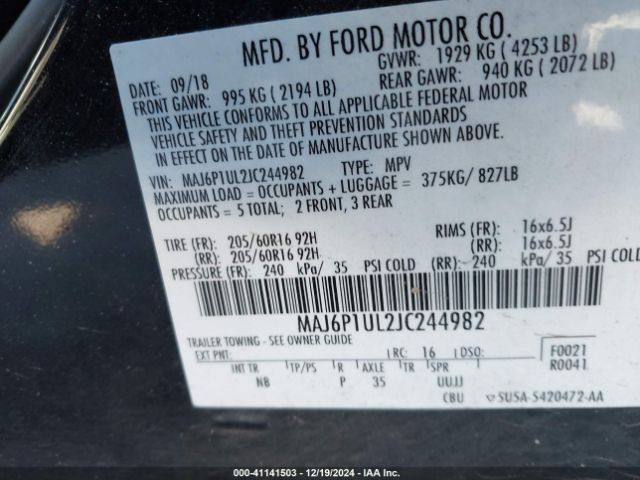 MFD. BY FORD MOTOR CO.
DATE: 09/18 GVWR: 1929 KG ( 4253 LB)
FRONT GAWR: 995 KG ( 2194 LB) REAR GAWR: 940 KG ( 2072 LB)
THIS VEHICLE CONFORMS TO ALL APPLICABLE FEDERAL MOTOR
VEHICLE SAFETY AND THEFT PREVENTION STANDARDS
IN EFFECT ON THE DATE OF MANUFACTURE SHOWN ABOVE.
VIN: MAJ6P1UL2JC244982 TYPE: MPV
MAXIMUM LOAD = OCCUPANTS + LUGGAGE = 375KG/ 827LB
OCCUPANTS = 5 TOTAL; 2 FRONT, 3 REAR
TIRE (FR): 205/60R16 92H RIMS (FR): 16x6.5J
(RR): 205/60R16 92H (RR): 16x6.5J
PRESSURE (FR): 240 kPa/ 35 PSI COLD (RR): 240 kPa/ 35 PSI COLD
MAJ6P1UL2JC244982
TRAILER TOWING - SEE OWNER GUIDE
EXT PNT: RC: 16 DSO: F0021
R0041
INT TR TP/PS R AXLE TR SPR
NB P 35 UUJJ
CBU SU5A-5420472-AA
000-41141503 - 12/19/2024 - IAA Inc.